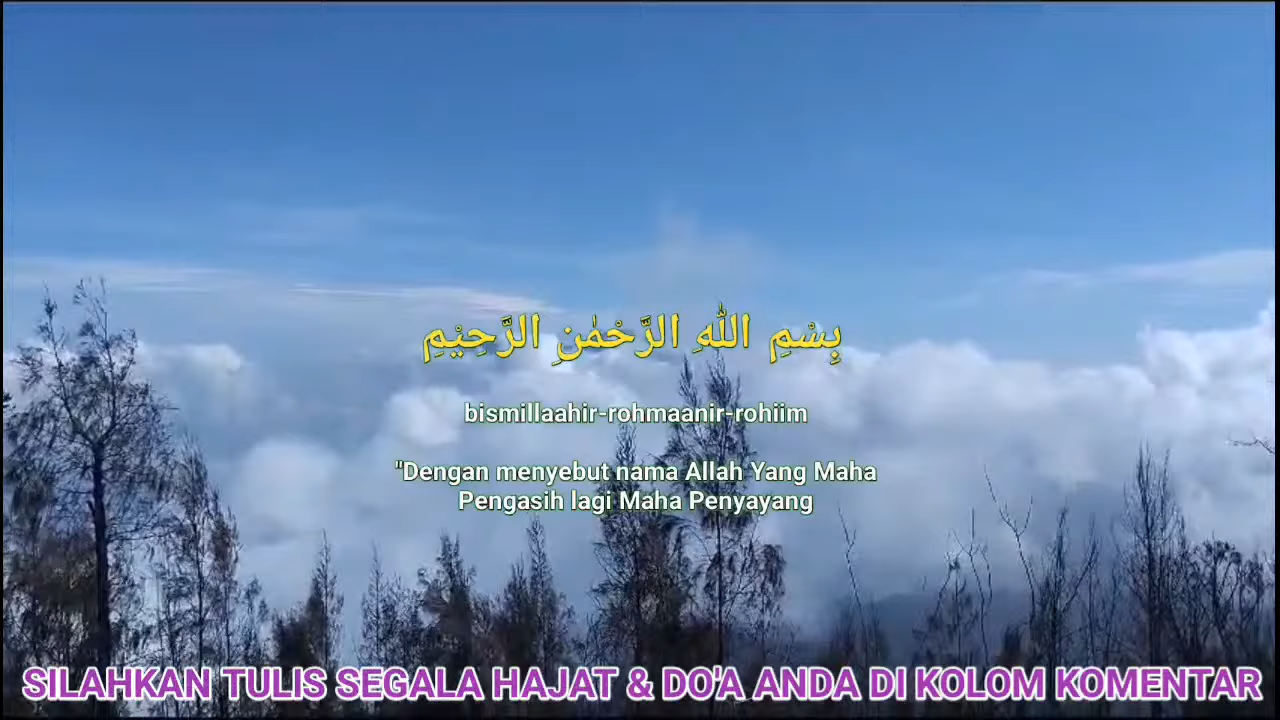 بِسْمِ اللّٰهِ الرَّحْمٰنِ الرَّحِيْمِ
bismillaahir-rohmaanir-rohiim
"Dengan menyebut nama Allah Yang Maha
Pengasih lagi Maha Penyayang
SILAHKAN TULIS SEGALA HAJAT & DO'A ANDA DI KOLOM KOMENTAR